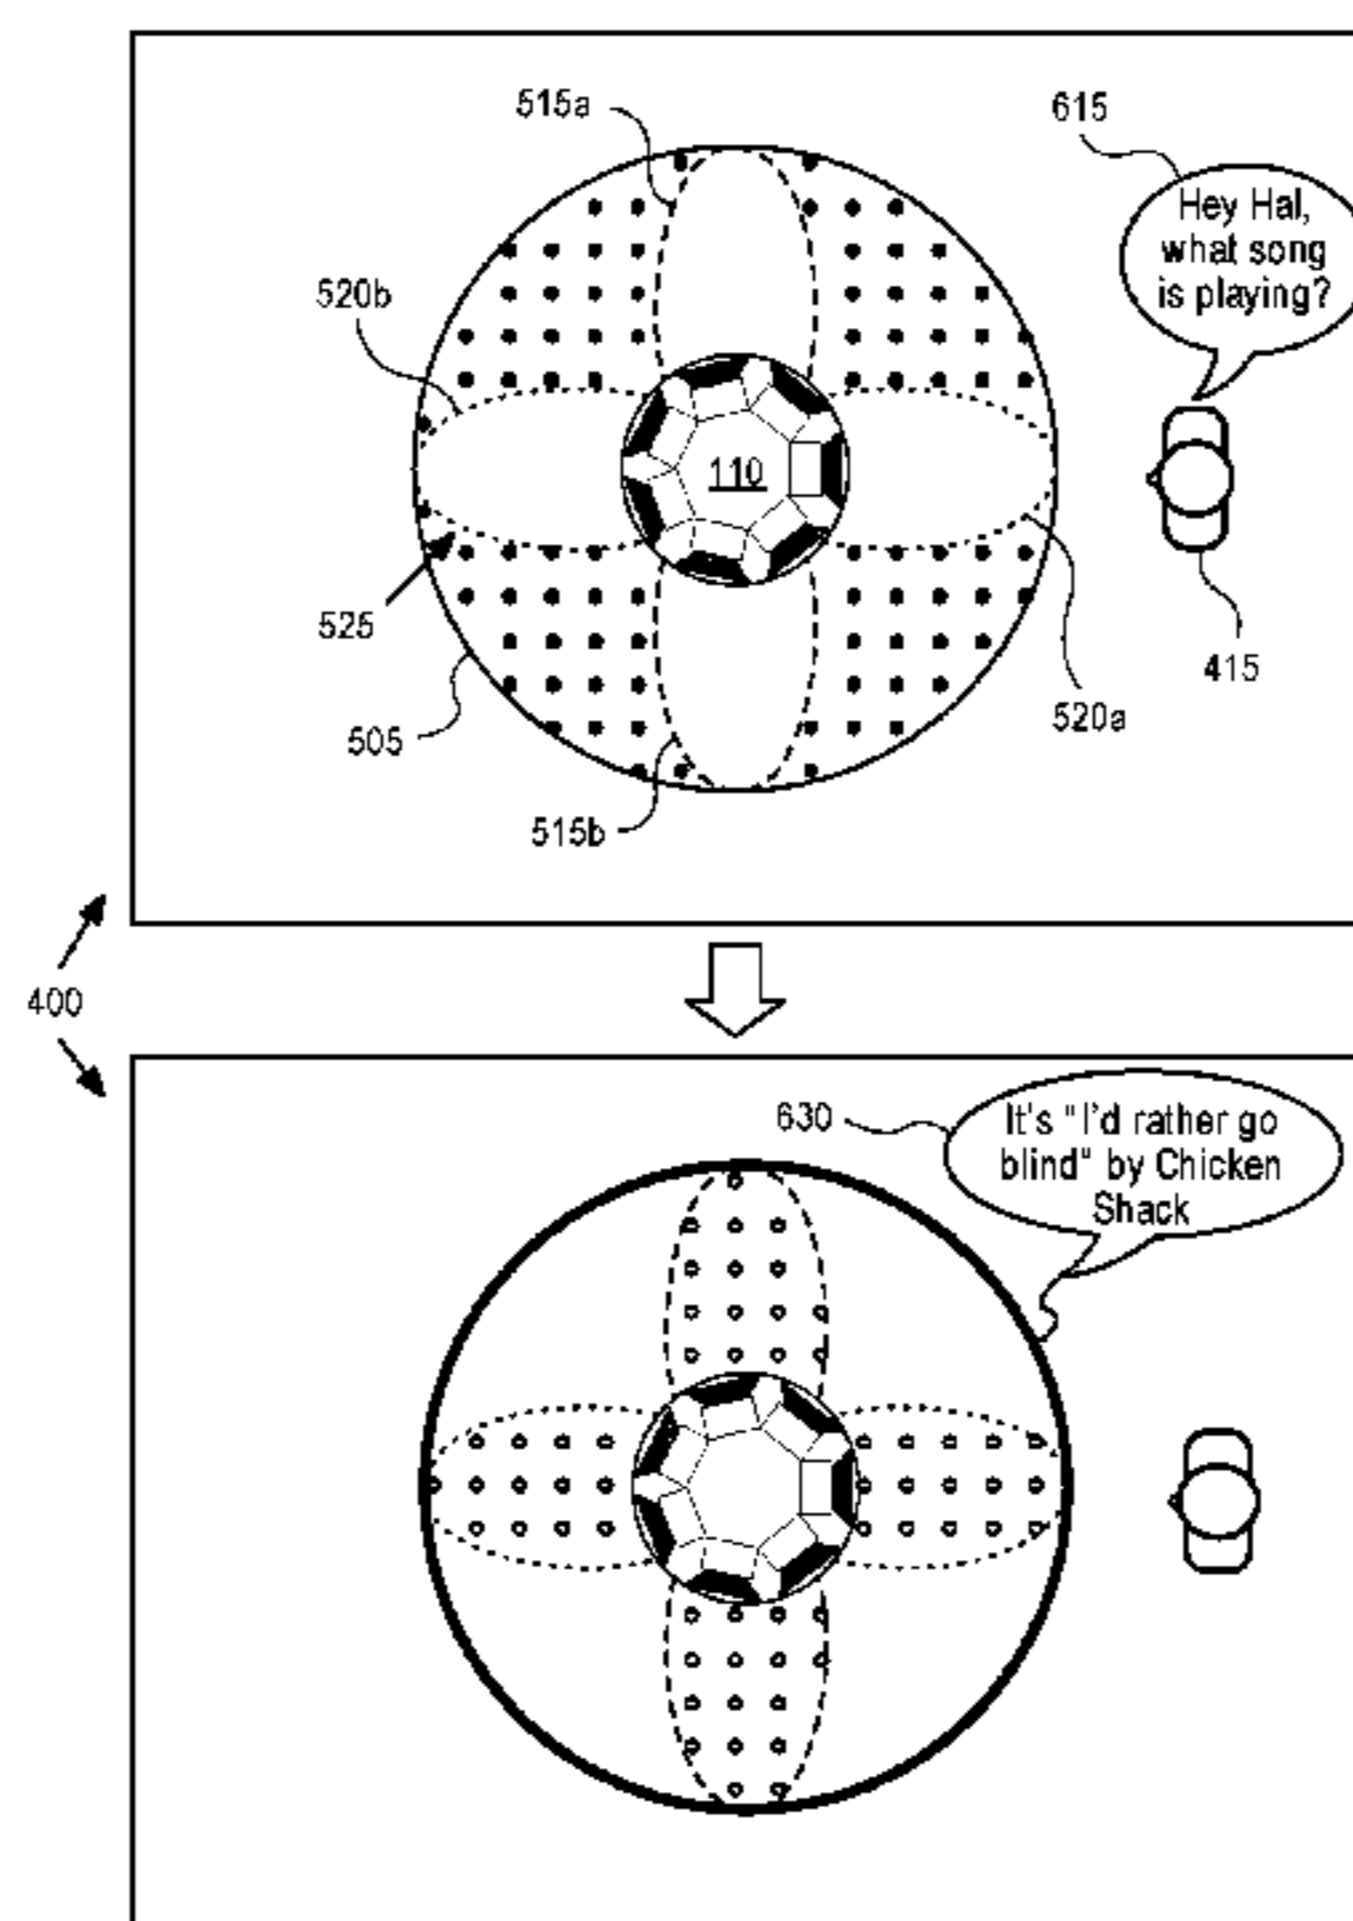 515a
615
Hey Hal,
what song
is playing?
520b
110
525
415
520a
505
515b
400
630
It's "I'd rather go
blind" by Chicken
Shack